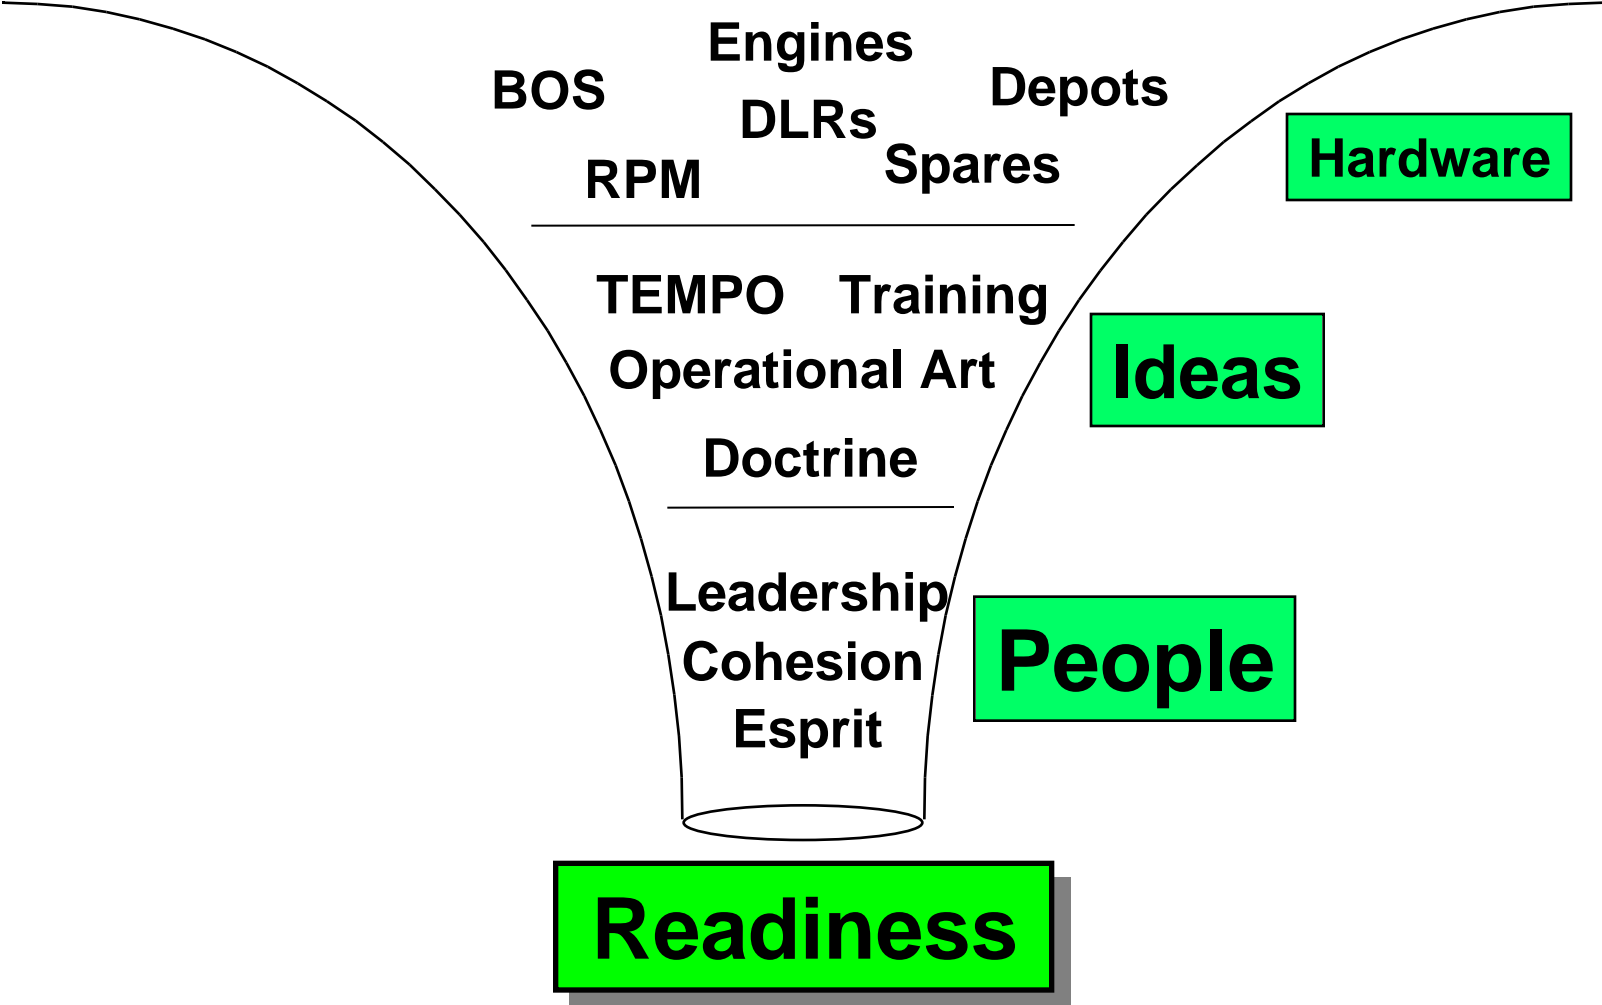 Engines
BOS
Depots
DLRs
RPM
Spares
Hardware
TEMPO Training
Operational Art
Ideas
Doctrine
Leadership
Cohesion
People
Esprit
Readiness